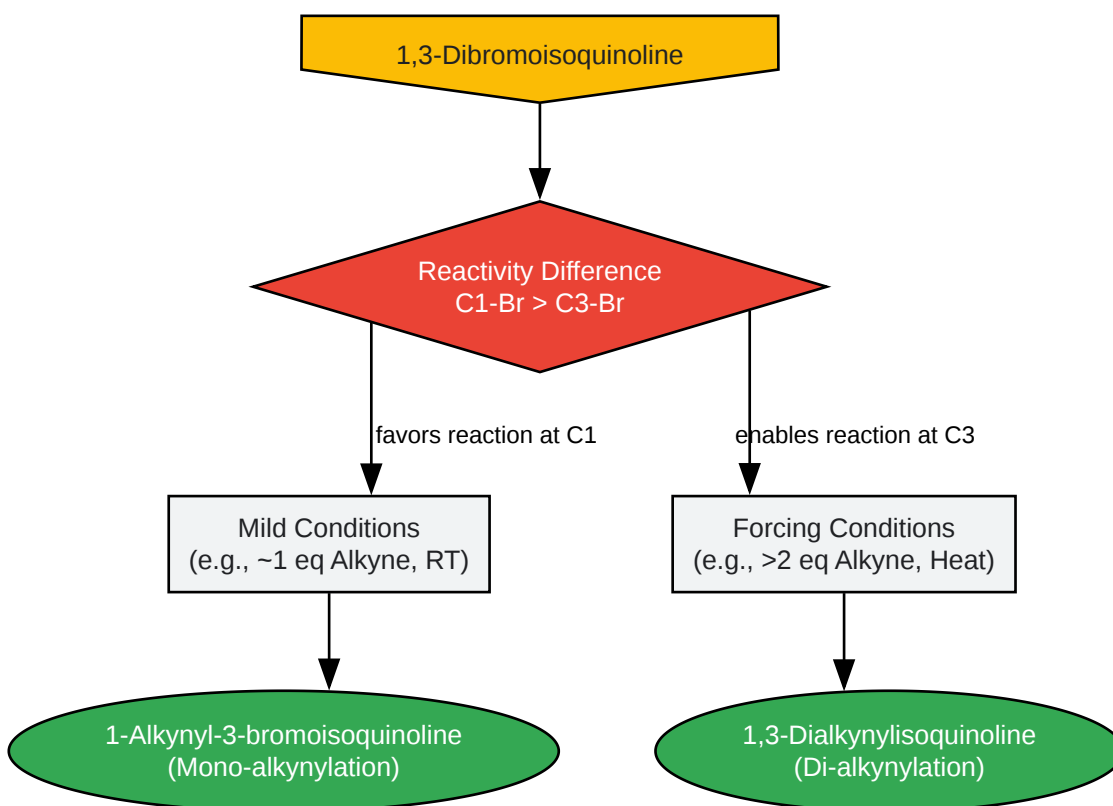 1,3-Dibromoisoquinoline
Reactivity Difference
C1-Br > C3-Br
favors reaction at C1
enables reaction at C3
Mild Conditions
(e.g., ~1 eq Alkyne, RT)
Forcing Conditions
(e.g., >2 eq Alkyne, Heat)
1-Alkynyl-3-bromoisoquinoline
(Mono-alkynylation)
1,3-Dialkynylisoquinoline
(Di-alkynylation)